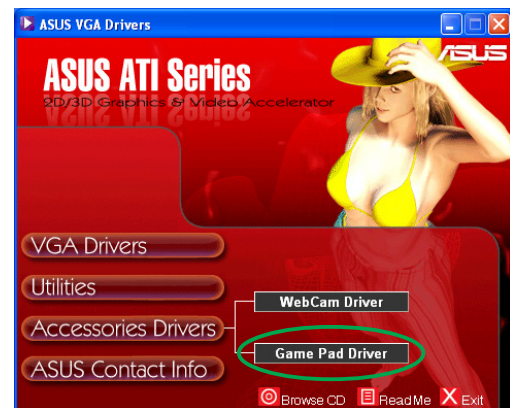 ASUS VGA Drivers
ASUS
ASUS ATI Series
2D/3D Graphics & Video Accelerator
VGA Drivers
Utilities
WebCam Driver
Accessories Drivers
Game Pad Driver
ASUS Contact Info
Browse CD ReadMe X Exit